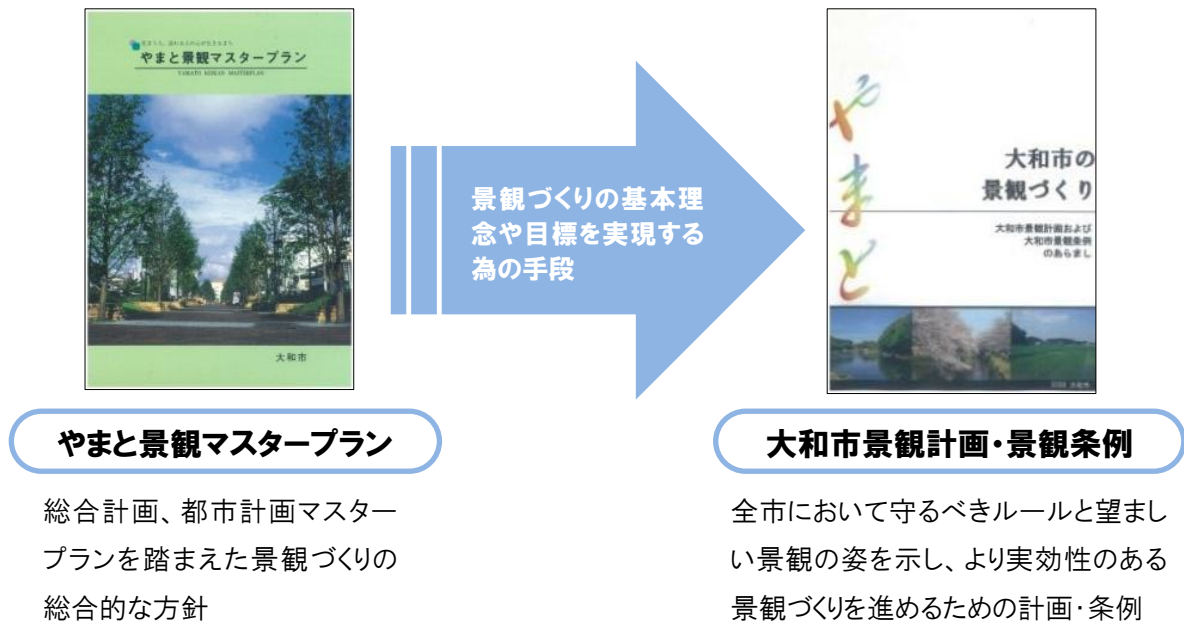 やまと景観マスタープラン
YAMATO KEIKAN MASTERPLAN
大和市
景観づくりの基本理
念や目標を実現する
為の手段
やまと
大和市の
景観づくり
大和市景観計画および
大和市景観条例
のあらまし
大和市
やまと景観マスタープラン
総合計画、都市計画マスター
プランを踏まえた景観づくりの
総合的な方針
大和市景観計画・景観条例
全市において守るべきルールと望まし
い景観の姿を示し、より実効性のある
景観づくりを進めるための計画・条例